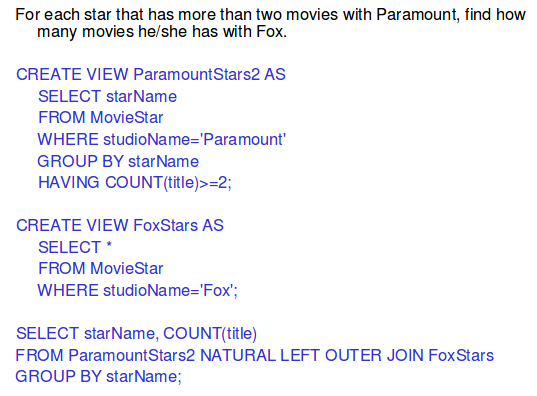 For each star that has more than two movies with Paramount, find how
many movies he/she has with Fox.
CREATE VIEW ParamountStars2 AS
SELECT starName
FROM MovieStar
WHERE studioName='Paramount'
GROUP BY starName
HAVING COUNT(title)>=2;
CREATE VIEW FoxStars AS
SELECT *
FROM MovieStar
WHERE studioName='Fox';
SELECT starName, COUNT(title)
FROM ParamountStars2 NATURAL LEFT OUTER JOIN FoxStars
GROUP BY starName;